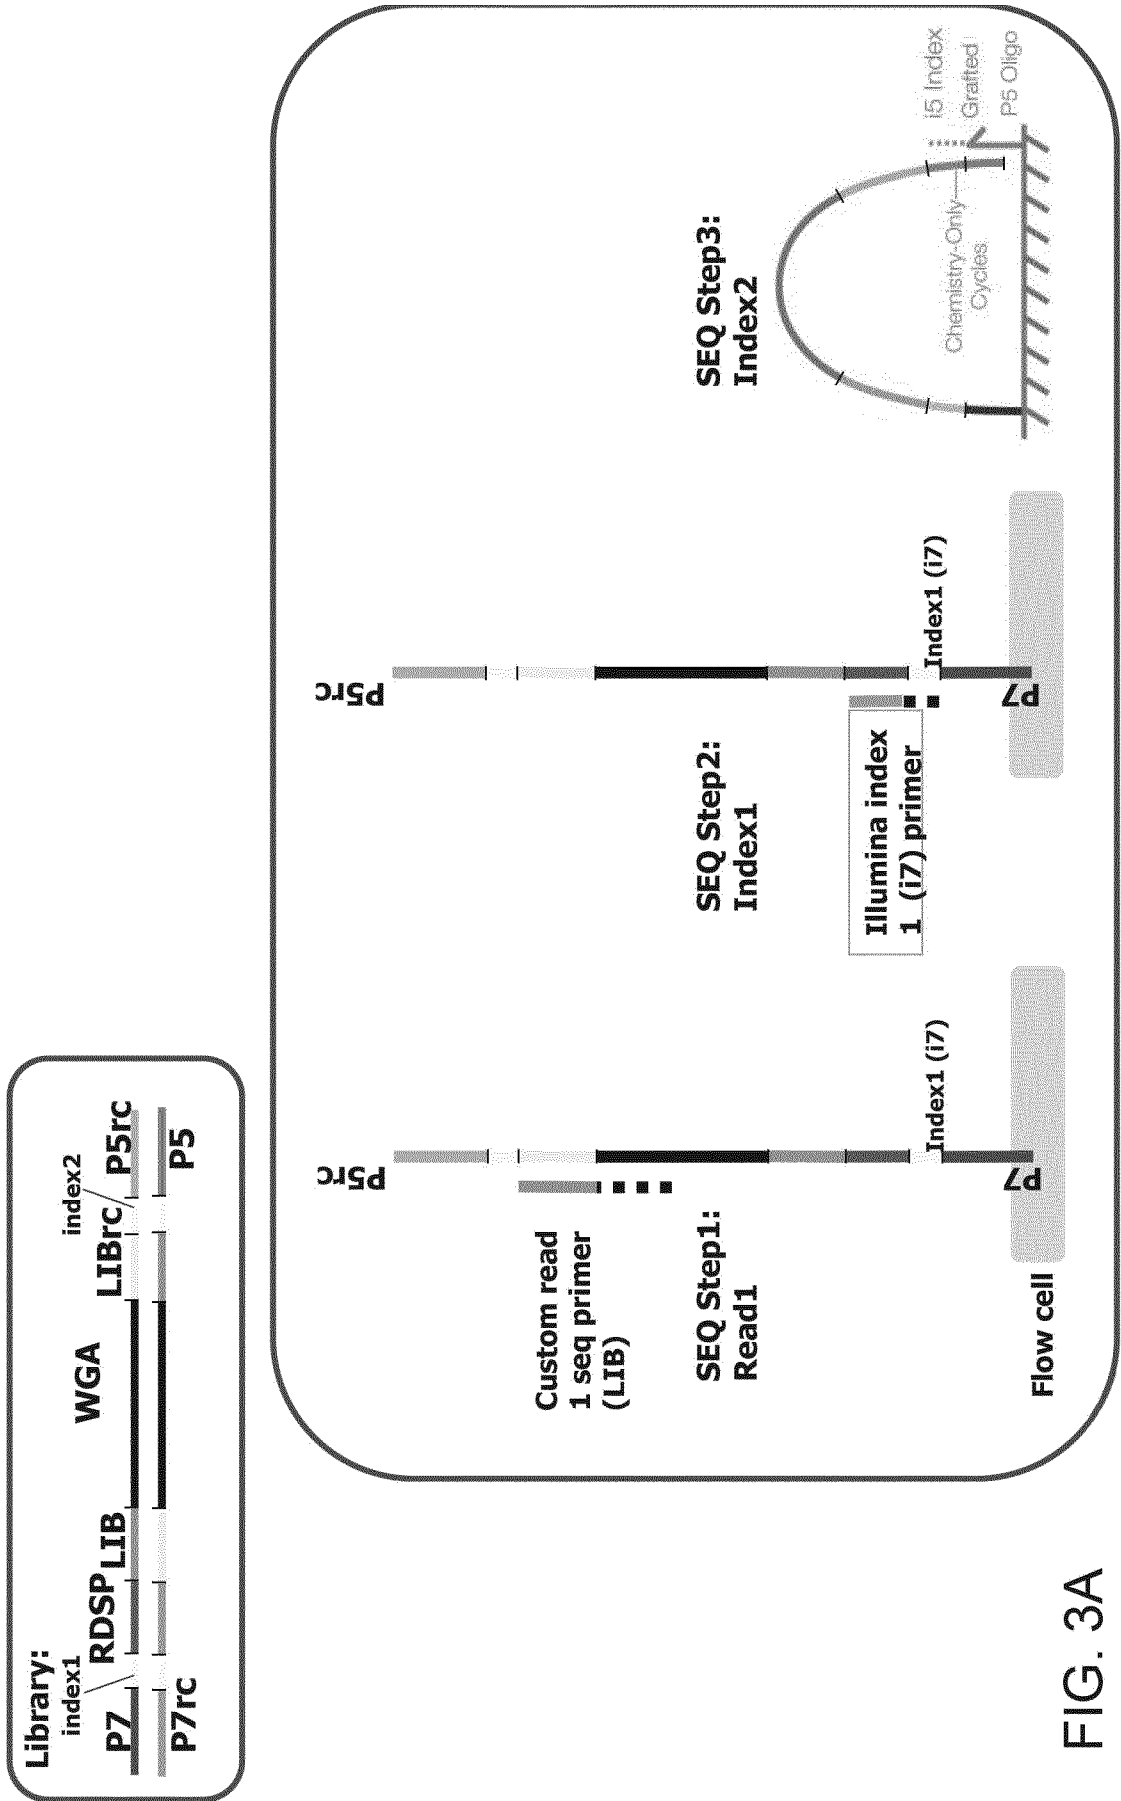 Library:
index1
P7
RDSP
LIB
WGA
LIBrc
index2
P5rc
P7rc
P5
P5rc
Custom read
1 seq primer
(LIB)
SEQ Step1:
Read1
Index1 (i7)
P7
Flow cell
P5rc
SEQ Step2:
Index1
Illumina index
1 (i7) primer
Index1 (i7)
P7
SEQ Step3:
Index2
Chemistry-Only
Cycles
i5 Index
Grafted
P5 Oligo
FIG. 3A